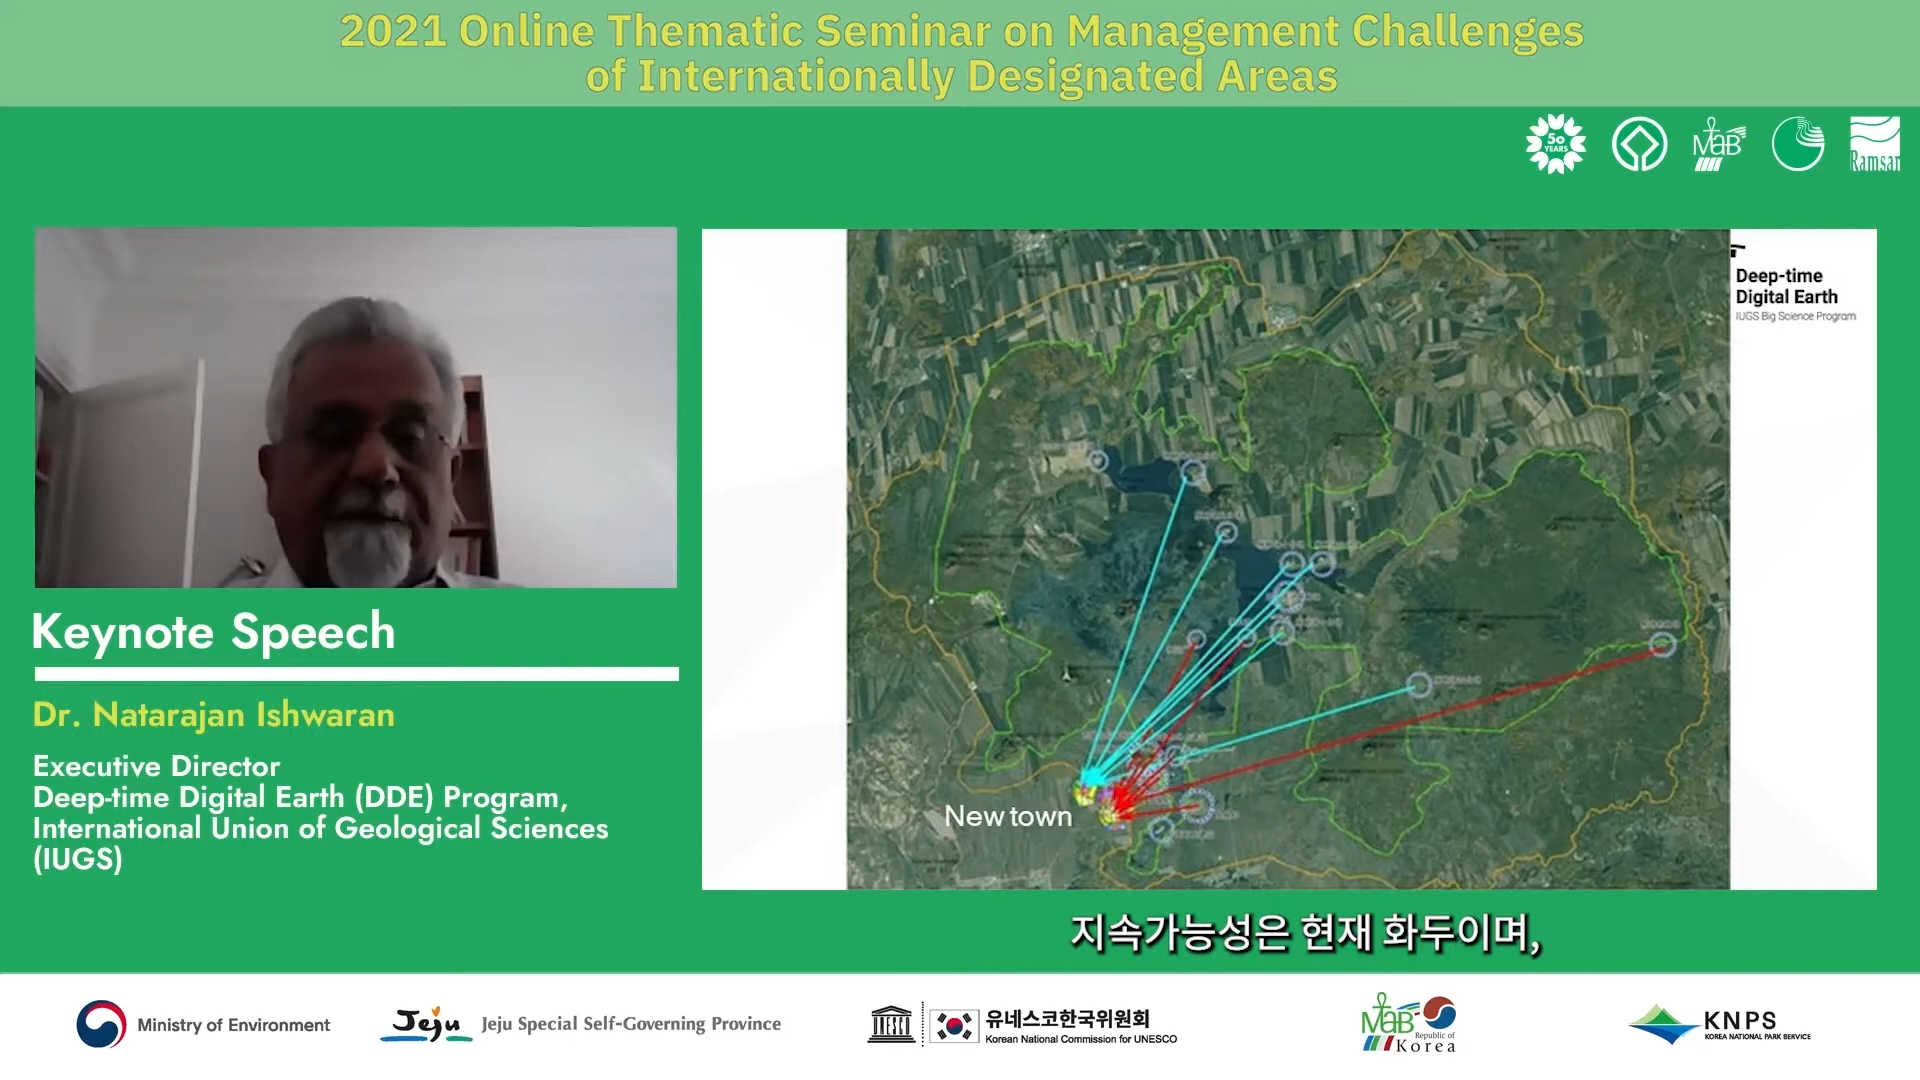 2021 Online Thematic Seminar on Management Challenges
of Internationally Designated Areas
50
YEARS
MaB
Ramsar
Deep-time
Digital Earth
IUGS Big Science Program
New town
Keynote Speech
Dr. Natarajan Ishwaran
Executive Director
Deep-time Digital Earth (DDE) Program,
International Union of Geological Sciences
(IUGS)
지속가능성은 현재 화두이며,
Ministry of Environment
Jeju
Jeju Special Self-Governing Province
UNESCO
유네스코한국위원회
Korean National Commission for UNESCO
MaB
Republic of
Korea
KNPS
KOREA NATIONAL PARK SERVICE